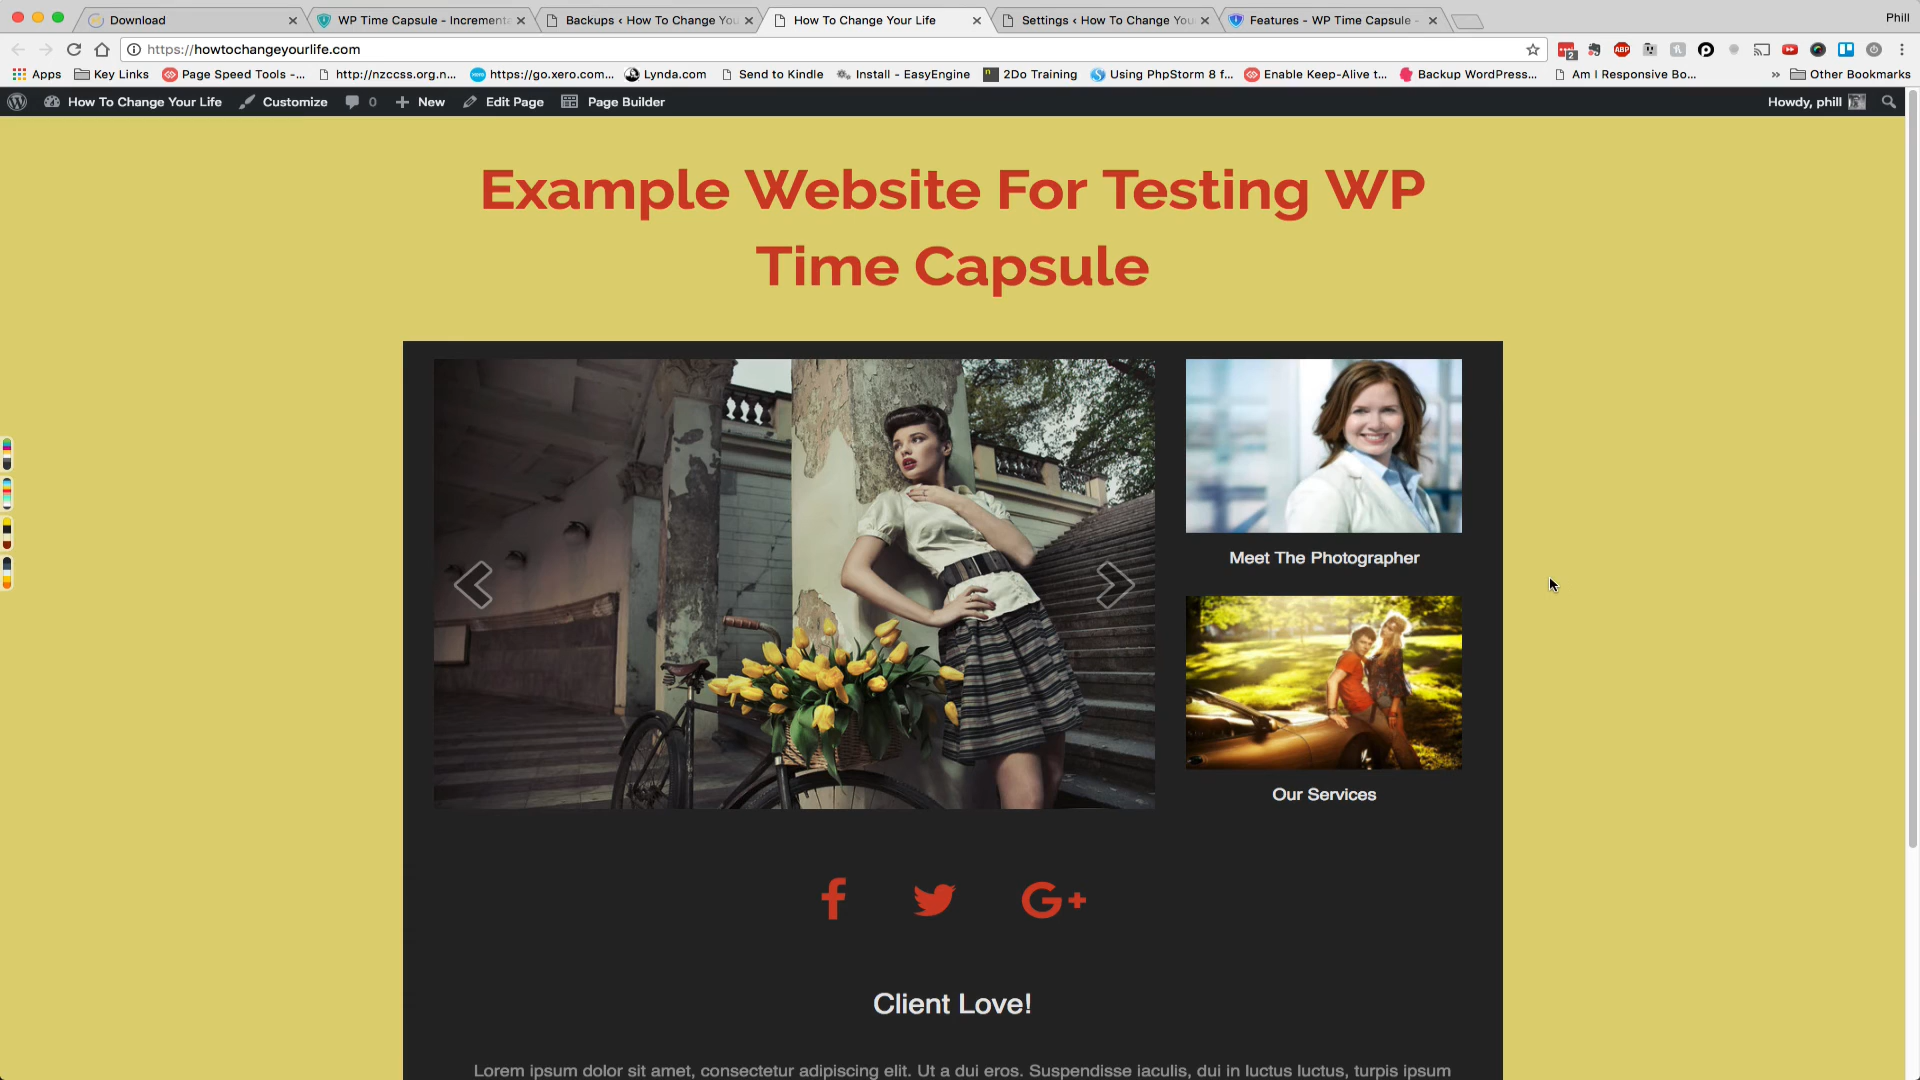 Download
WP Time Capsule - Increment
Backups ‹ How To Change You
How To Change Your Life
Settings ‹ How To Change You
Features - WP Time Capsule -
Phill
https://howtochangeyourlife.com
2
ABP
Apps
Key Links
Page Speed Tools -...
http://nzccss.org.n...
https://go.xero.com...
Lynda.com
Send to Kindle
Install - EasyEngine
2Do Training
Using PhpStorm 8 f...
Enable Keep-Alive t...
Backup WordPress...
Am I Responsive Bo...
»
Other Bookmarks
How To Change Your Life
Customize
0
New
Edit Page
Page Builder
Howdy, phill
Example Website For Testing WP
Time Capsule
Meet The Photographer
Our Services
Client Love!
Lorem ipsum dolor sit amet, consectetur adipiscing elit. Ut a dui eros. Suspendisse iaculis, dui in luctus luctus, turpis ipsum